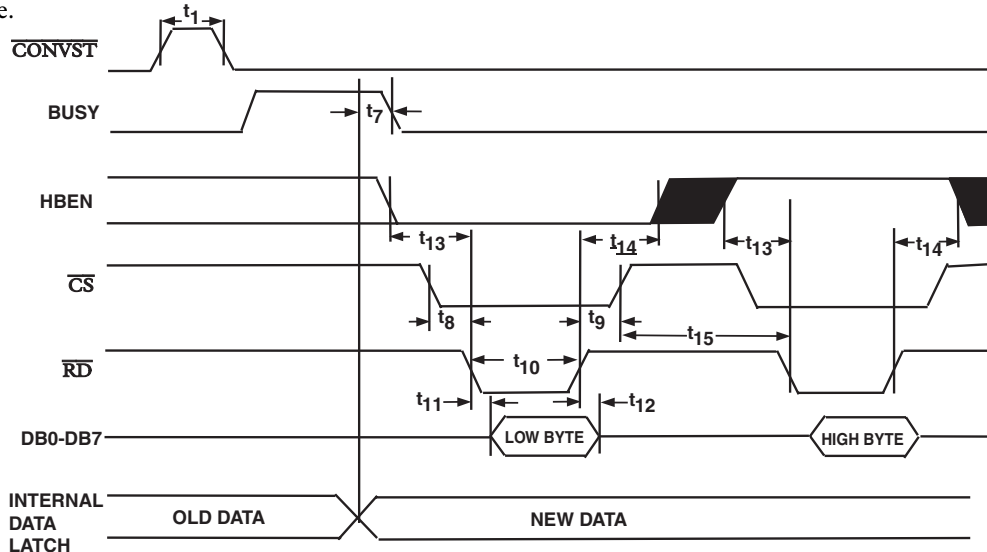 e.
t1
CONVST
BUSY
t7
HBEN
t13
t14
t13
t14
CS
t8
t9
t15
RD
t10
t11
t12
DB0-DB7
LOW BYTE
HIGH BYTE
INTERNAL
DATA
LATCH
OLD DATA
NEW DATA